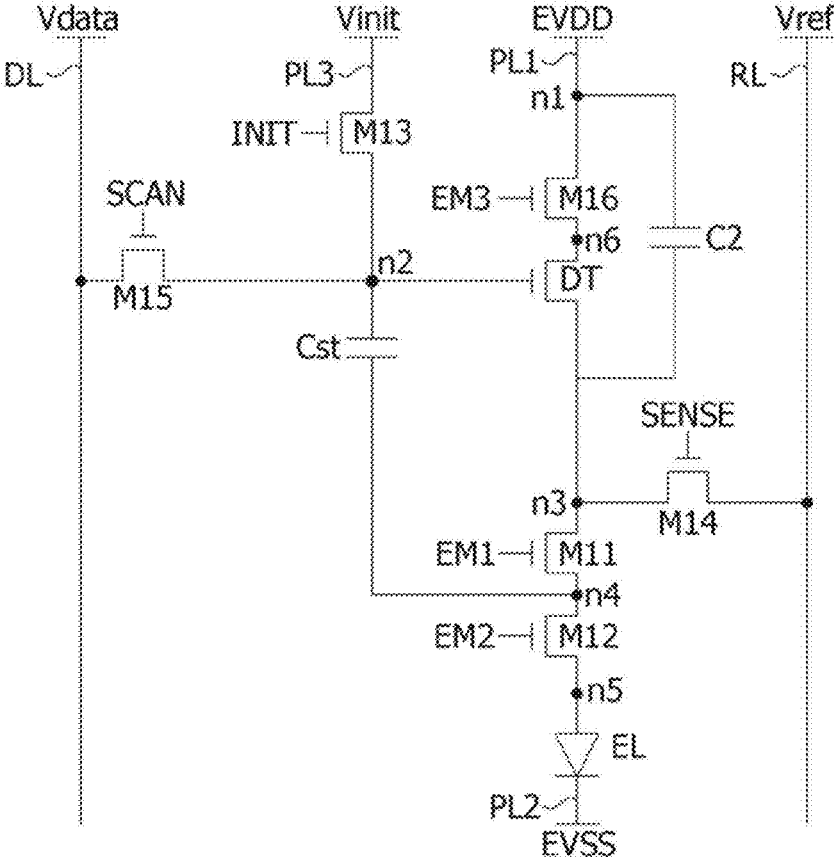 Vdata Vinit EVDD Vref
DL PL3 PL1 RL
n1
INIT M13
SCAN EM3 M16
n6 C2
n2 DT
M15
Cst
SENSE
n3 M14
EM1 M11
n4
EM2 M12
n5
EL
PL2
EVSS